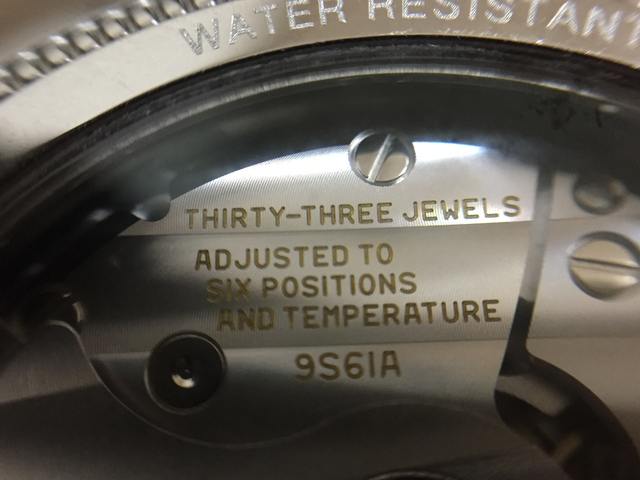 WATER RESISTANT
THIRTY-THREE JEWELS
ADJUSTED TO
SIX POSITIONS
AND TEMPERATURE
9S61A